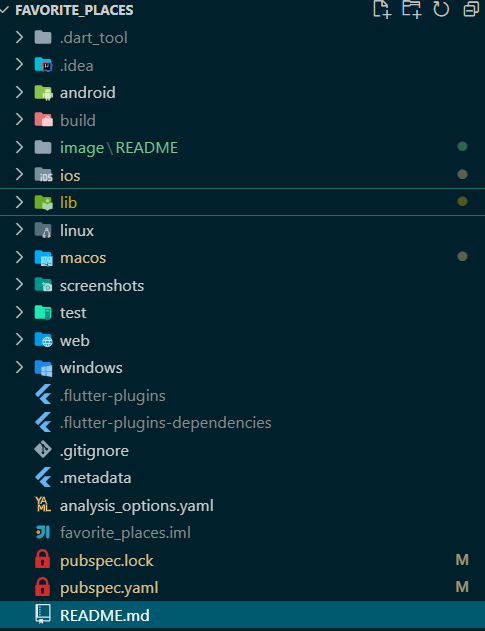 FAVORITE_PLACES
.dart_tool
.idea
android
build
image\README
ios
lib
linux
macos
screenshots
test
web
windows
.flutter-plugins
.flutter-plugins-dependencies
.gitignore
.metadata
analysis_options.yaml
favorite_places.iml
pubspec.lock M
pubspec.yaml M
README.md